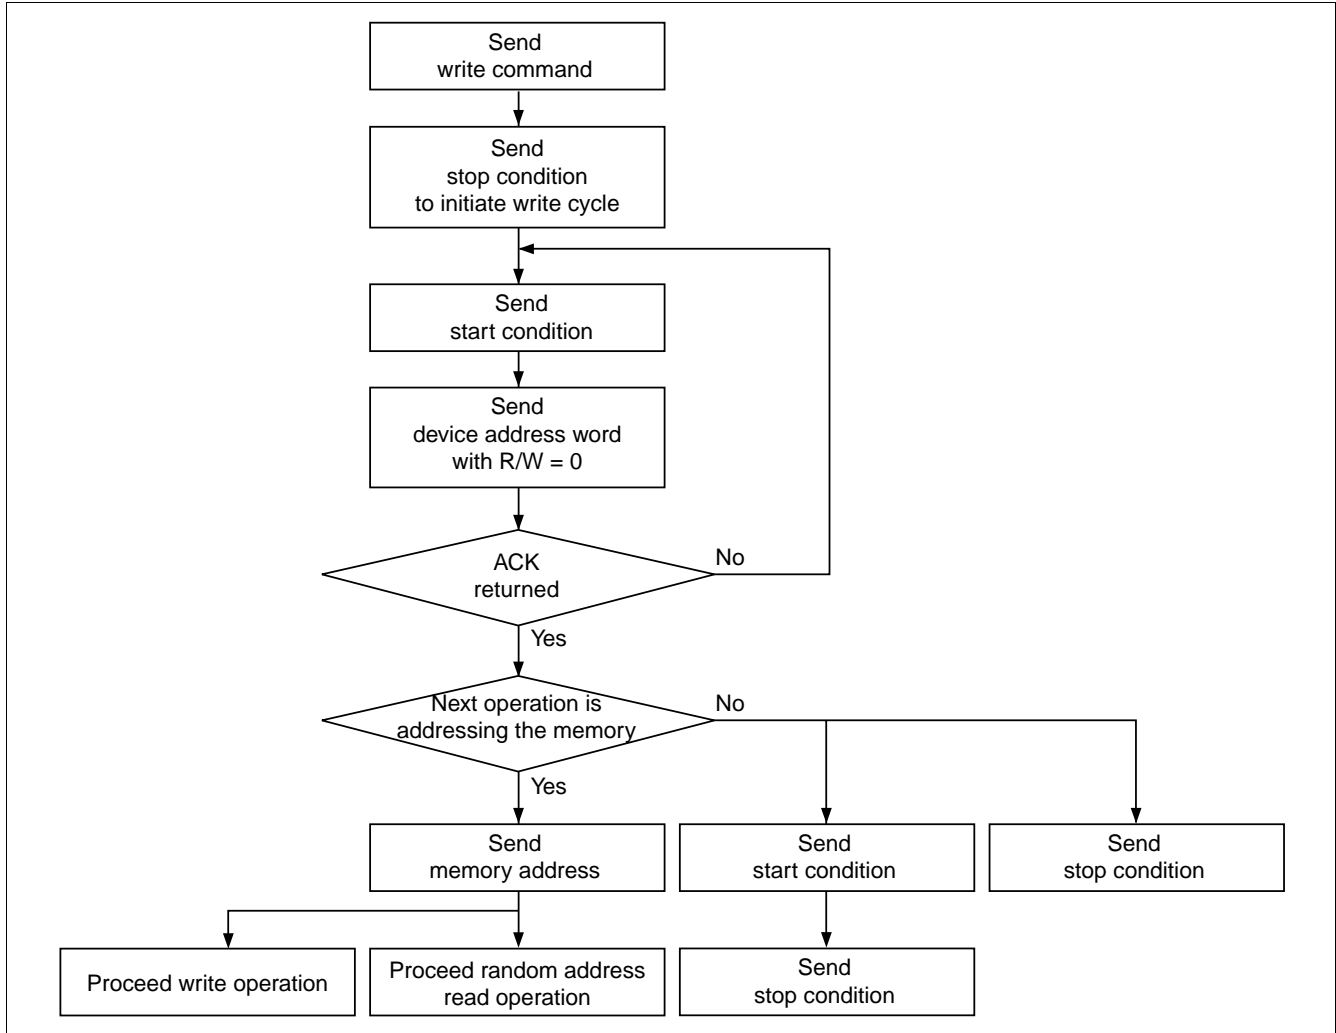 Send
write command
Send
stop condition
to initiate write cycle
Send
start condition
Send
device address word
with R/W = 0
ACK
returned
No
Yes
Next operation is
addressing the memory
No
Yes
Send
memory address
Send
start condition
Send
stop condition
Proceed write operation
Proceed random address
read operation
Send
stop condition